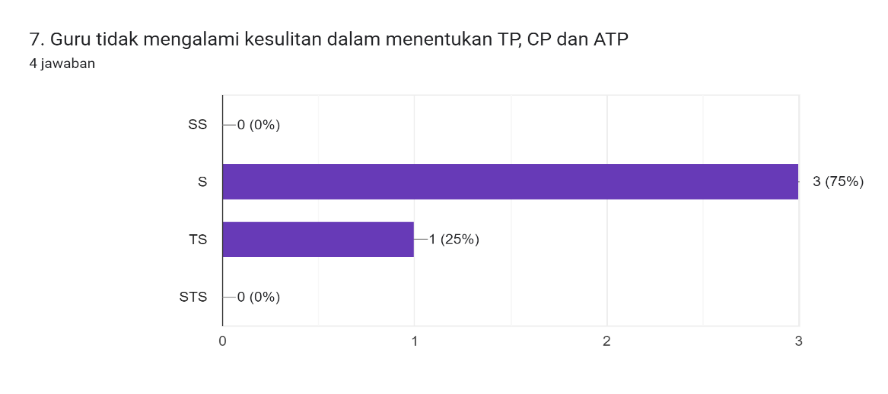 7. Guru tidak mengalami kesulitan dalam menentukan TP, CP dan ATP
4 jawaban
SS 0 (0%)
S 3 (75%)
TS 1 (25%)
STS 0 (0%)
0 1 2 3